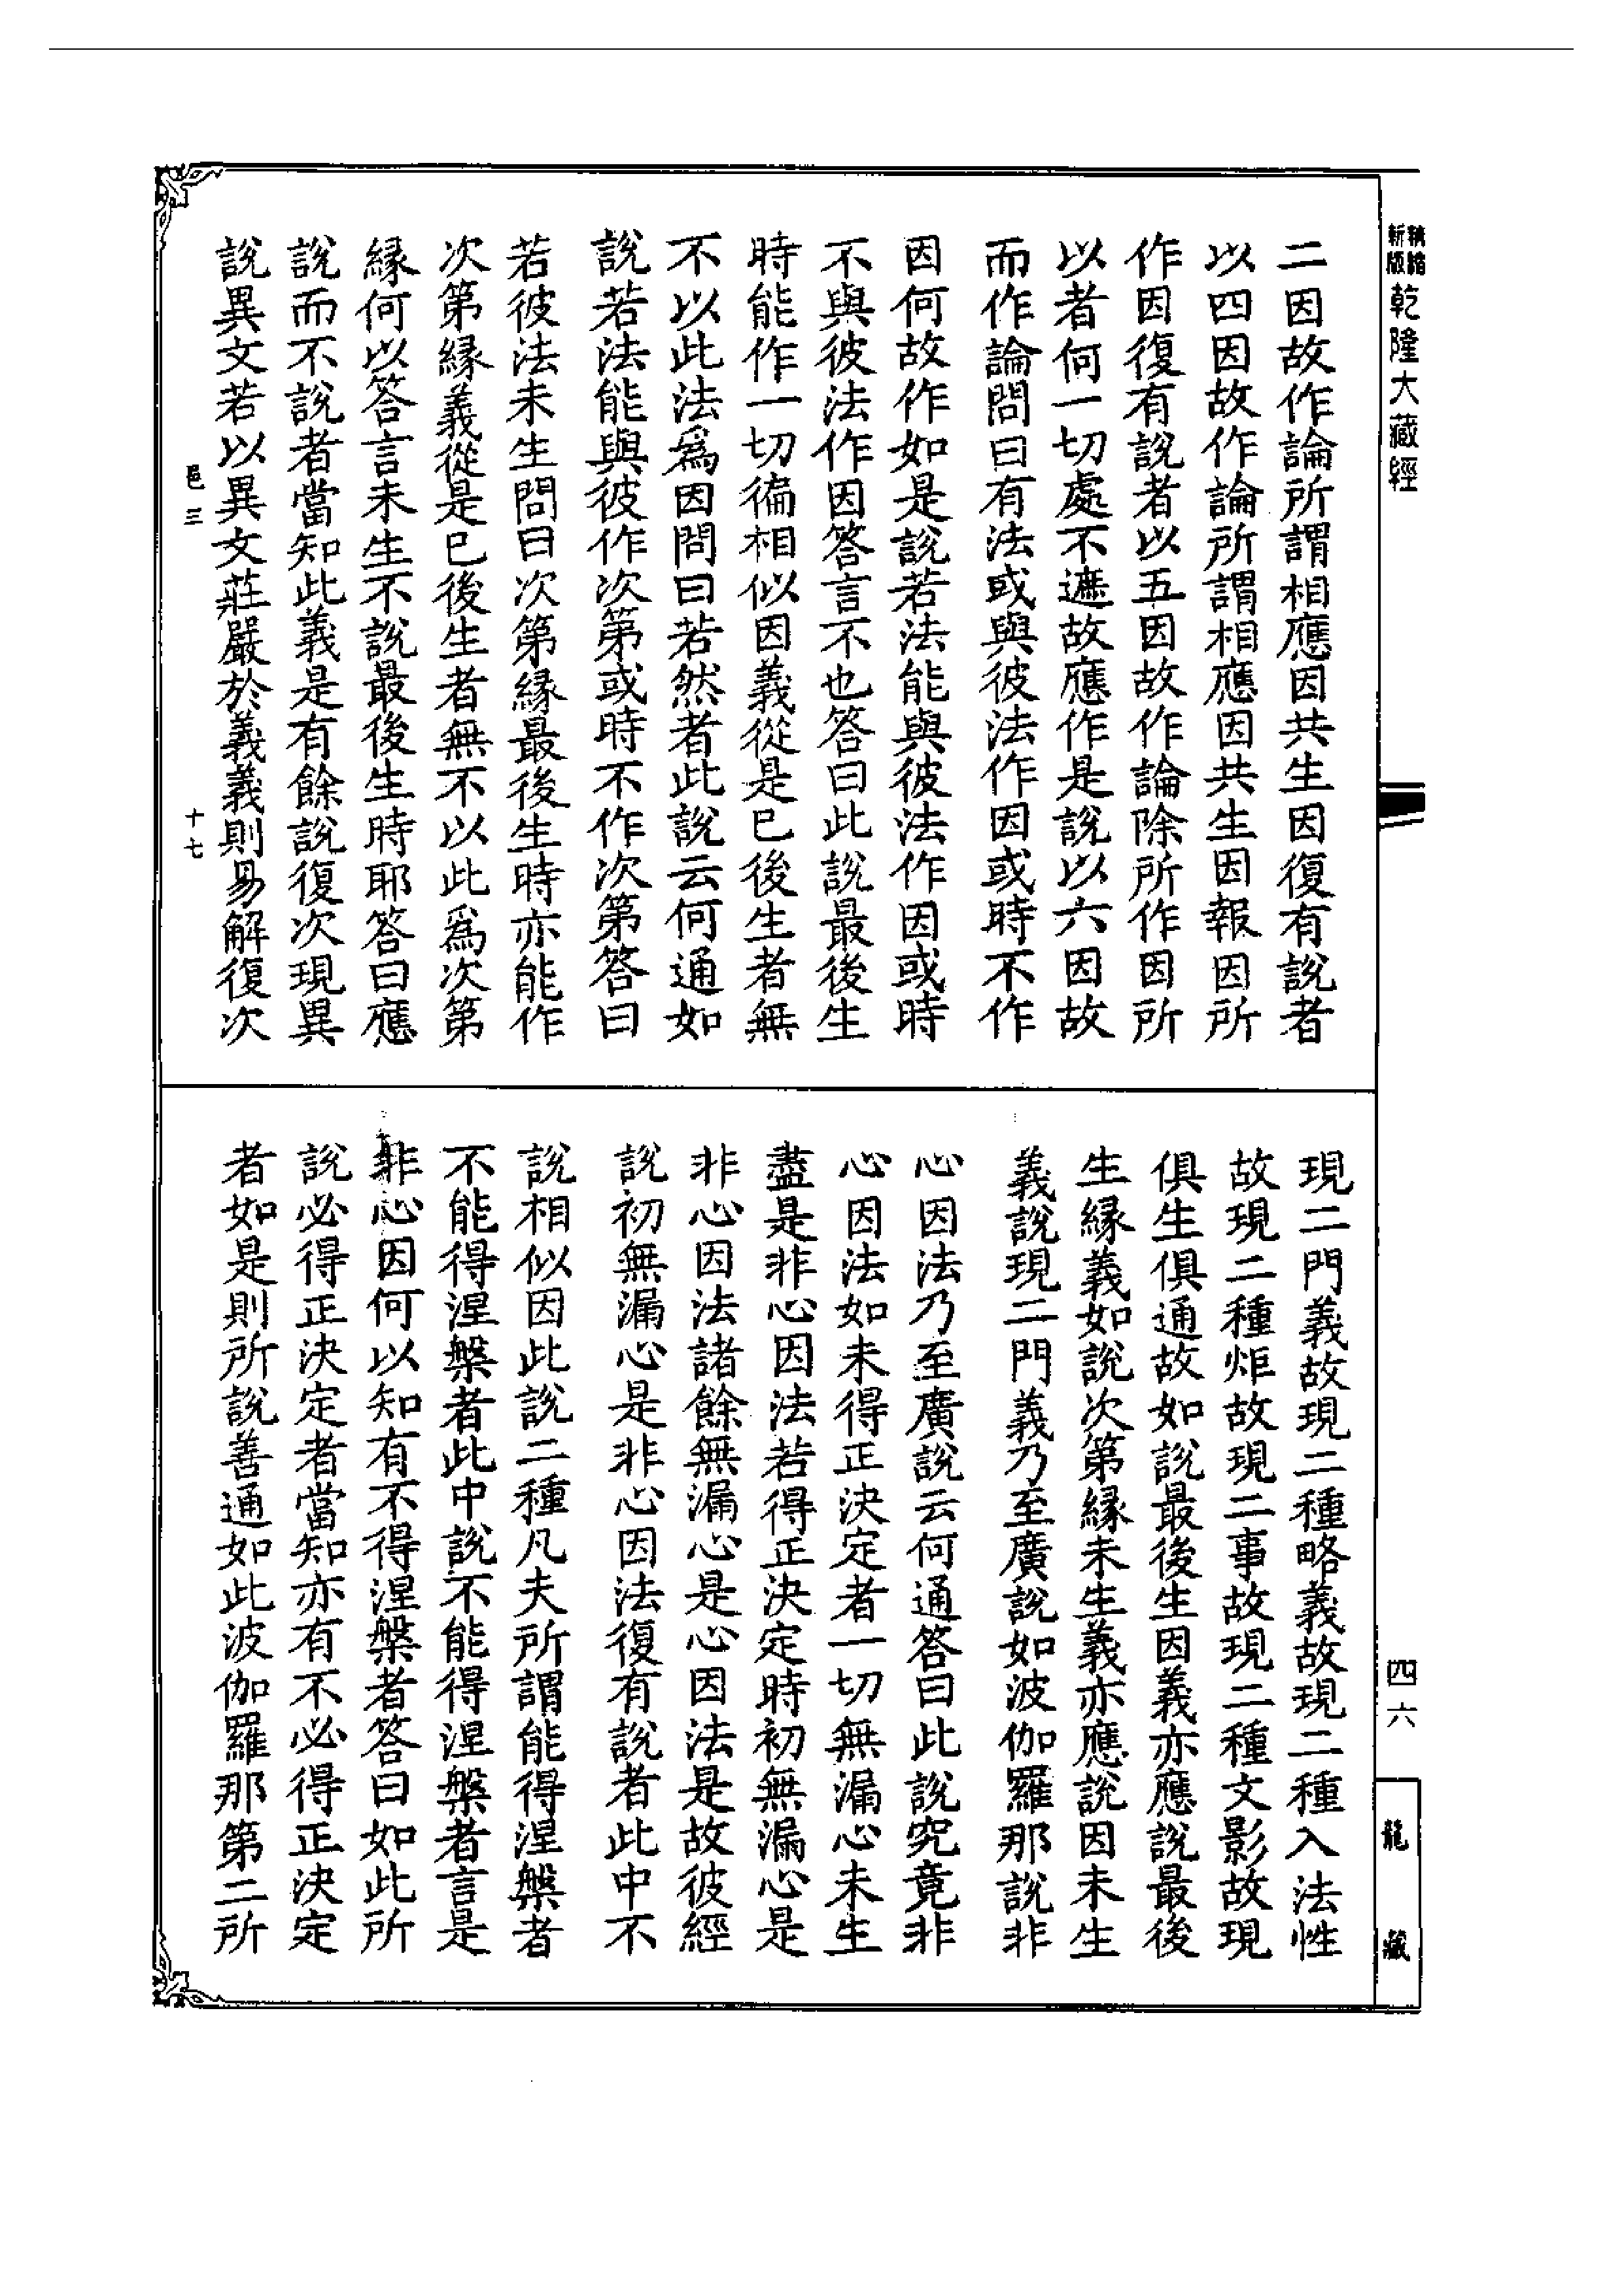 精縮
新版
乾隆大藏經
四六
龍藏
二因故作論所謂相應因共生因復有說者
以四因故作論所謂相應因共生因報因所
作因復有說者以五因故作論除所作因所
以者何一切處不遮故應作是說以六因故
而作論問曰有法或與彼法作因或時不作
因何故作如是說若法能與彼法作因或時
不與彼法作因答言不也答曰此說最後生
時能作一切徧相似因義從是已後生者無
不以此法爲因問曰若然者此說云何通如
說若法能與彼作次第或時不作次第答曰
若彼法未生問曰次第緣最後生時亦能作
次第緣義從是已後生者無不以此爲次第
緣何以答言未生不說最後生時耶答曰應
說而不說者當知此義是有餘說復次現異
說異文若以異文莊嚴於義義則易解復次
邑三
十七
現二門義故現二種略義故現二種入法性
故現二種炬故現二事故現二種文影故現
俱生俱通故如說最後生因義亦應說最後
生緣義如說次第緣未生義亦應說因未生
義說現二門義乃至廣說如波伽羅那說非
心因法乃至廣說云何通答曰此說究竟非
心因法如未得正決定者一切無漏心未生
盡是非心因法若得正決定時初無漏心是
非心因法諸餘無漏心是心因法是故彼經
說初無漏心是非心因法復有說者此中不
說相似因此說二種凡夫所謂能得涅槃者
不能得涅槃者此中說不能得涅槃者言是
非心因何以知有不得涅槃者答曰如此所
說必得正決定者當知亦有不必得正決定
者如是則所說善通如此波伽羅那第二所